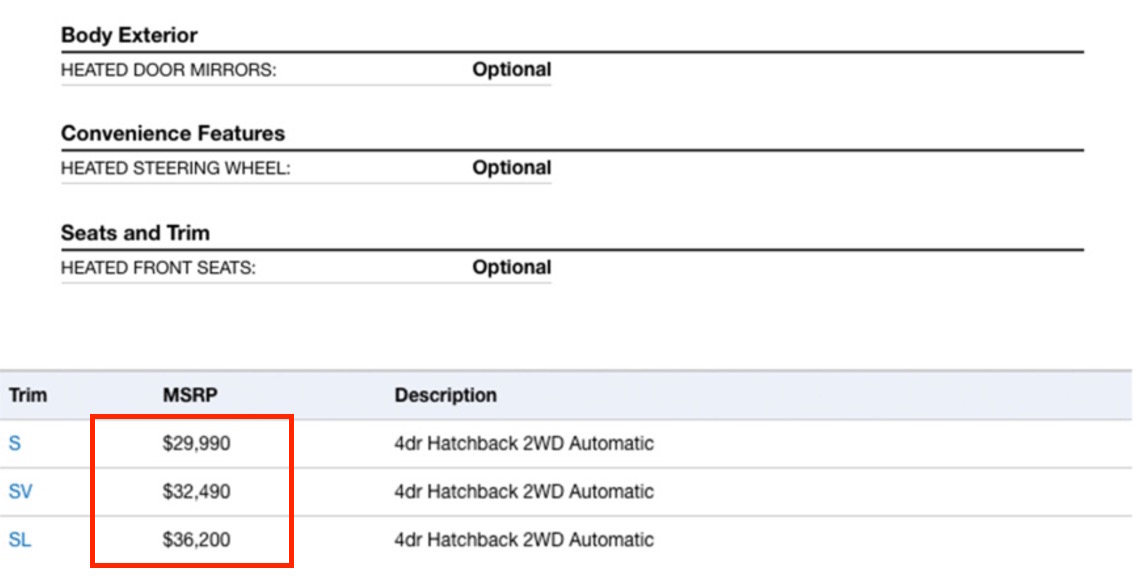 Body Exterior
HEATED DOOR MIRRORS: Optional
Convenience Features
HEATED STEERING WHEEL: Optional
Seats and Trim
HEATED FRONT SEATS: Optional
Trim MSRP Description
S $29,990 4dr Hatchback 2WD Automatic
SV $32,490 4dr Hatchback 2WD Automatic
SL $36,200 4dr Hatchback 2WD Automatic